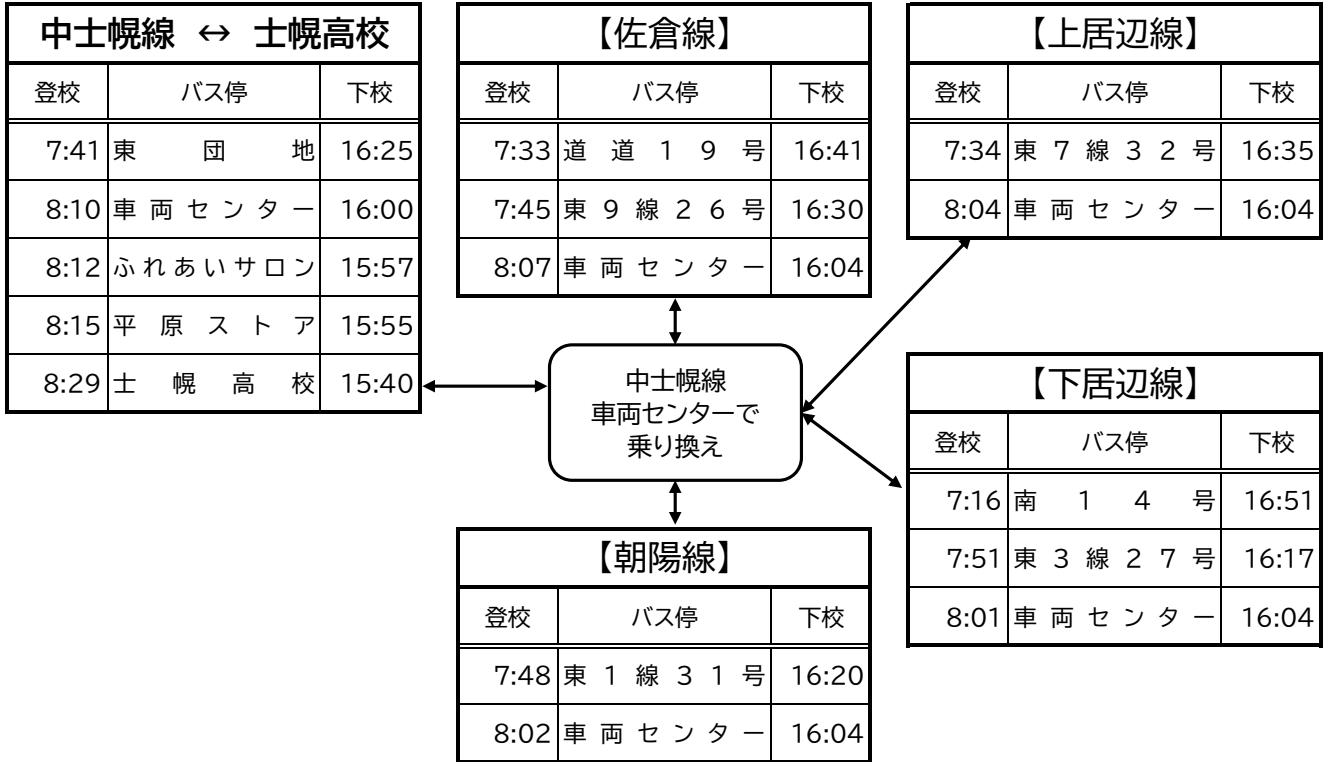 中士幌線 ↔ 士幌高校
登校 バス停 下校
7:41 東団地 16:25
8:10 車両センター 16:00
8:12 ふれあいサロン 15:57
8:15 平原ストア 15:55
8:29 士幌高校 15:40
【佐倉線】
登校 バス停 下校
7:33 道道19号 16:41
7:45 東9線26号 16:30
8:07 車両センター 16:04
【上居辺線】
登校 バス停 下校
7:34 東7線32号 16:35
8:04 車両センター 16:04
中士幌線
車両センターで
乗り換え
【下居辺線】
登校 バス停 下校
7:16 南14号 16:51
7:51 東3線27号 16:17
8:01 車両センター 16:04
【朝陽線】
登校 バス停 下校
7:48 東1線31号 16:20
8:02 車両センター 16:04